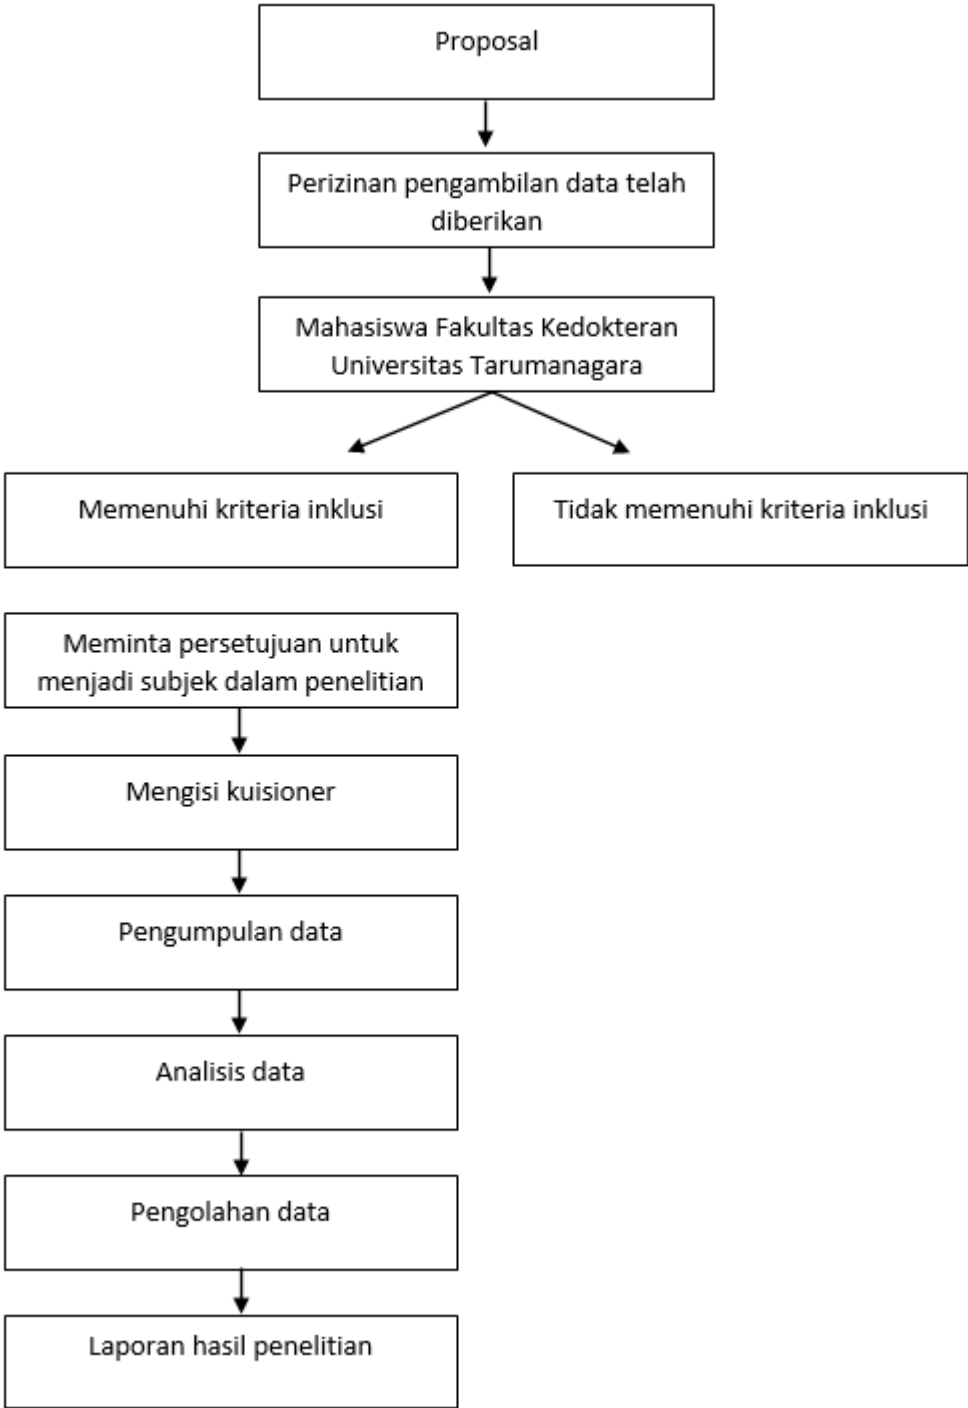 Proposal
Perizinan pengambilan data telah
diberikan
Mahasiswa Fakultas Kedokteran
Universitas Tarumanagara
Memenuhi kriteria inklusi
Tidak memenuhi kriteria inklusi
Meminta persetujuan untuk
menjadi subjek dalam penelitian
Mengisi kuisioner
Pengumpulan data
Analisis data
Pengolahan data
Laporan hasil penelitian